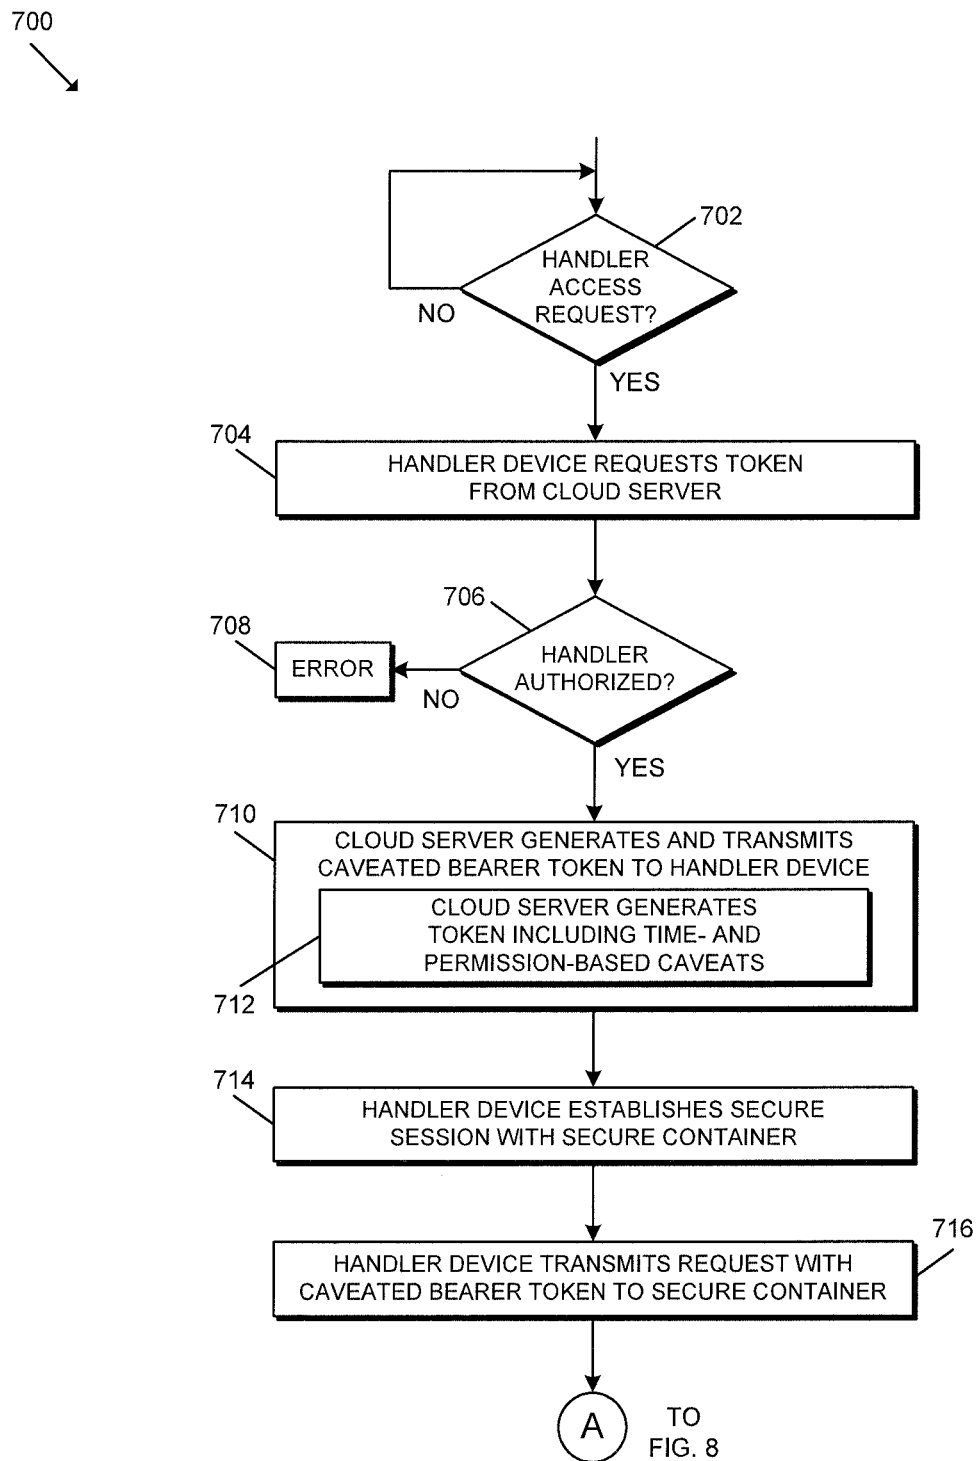 700
702
HANDLER
ACCESS
REQUEST?
NO
YES
704
HANDLER DEVICE REQUESTS TOKEN
FROM CLOUD SERVER
706
708
ERROR
HANDLER
AUTHORIZED?
NO
YES
710
CLOUD SERVER GENERATES AND TRANSMITS
CAVEATED BEARER TOKEN TO HANDLER DEVICE
CLOUD SERVER GENERATES
TOKEN INCLUDING TIME- AND
PERMISSION-BASED CAVEATS
712
714
HANDLER DEVICE ESTABLISHES SECURE
SESSION WITH SECURE CONTAINER
716
HANDLER DEVICE TRANSMITS REQUEST WITH
CAVEATED BEARER TOKEN TO SECURE CONTAINER
A
TO
FIG. 8